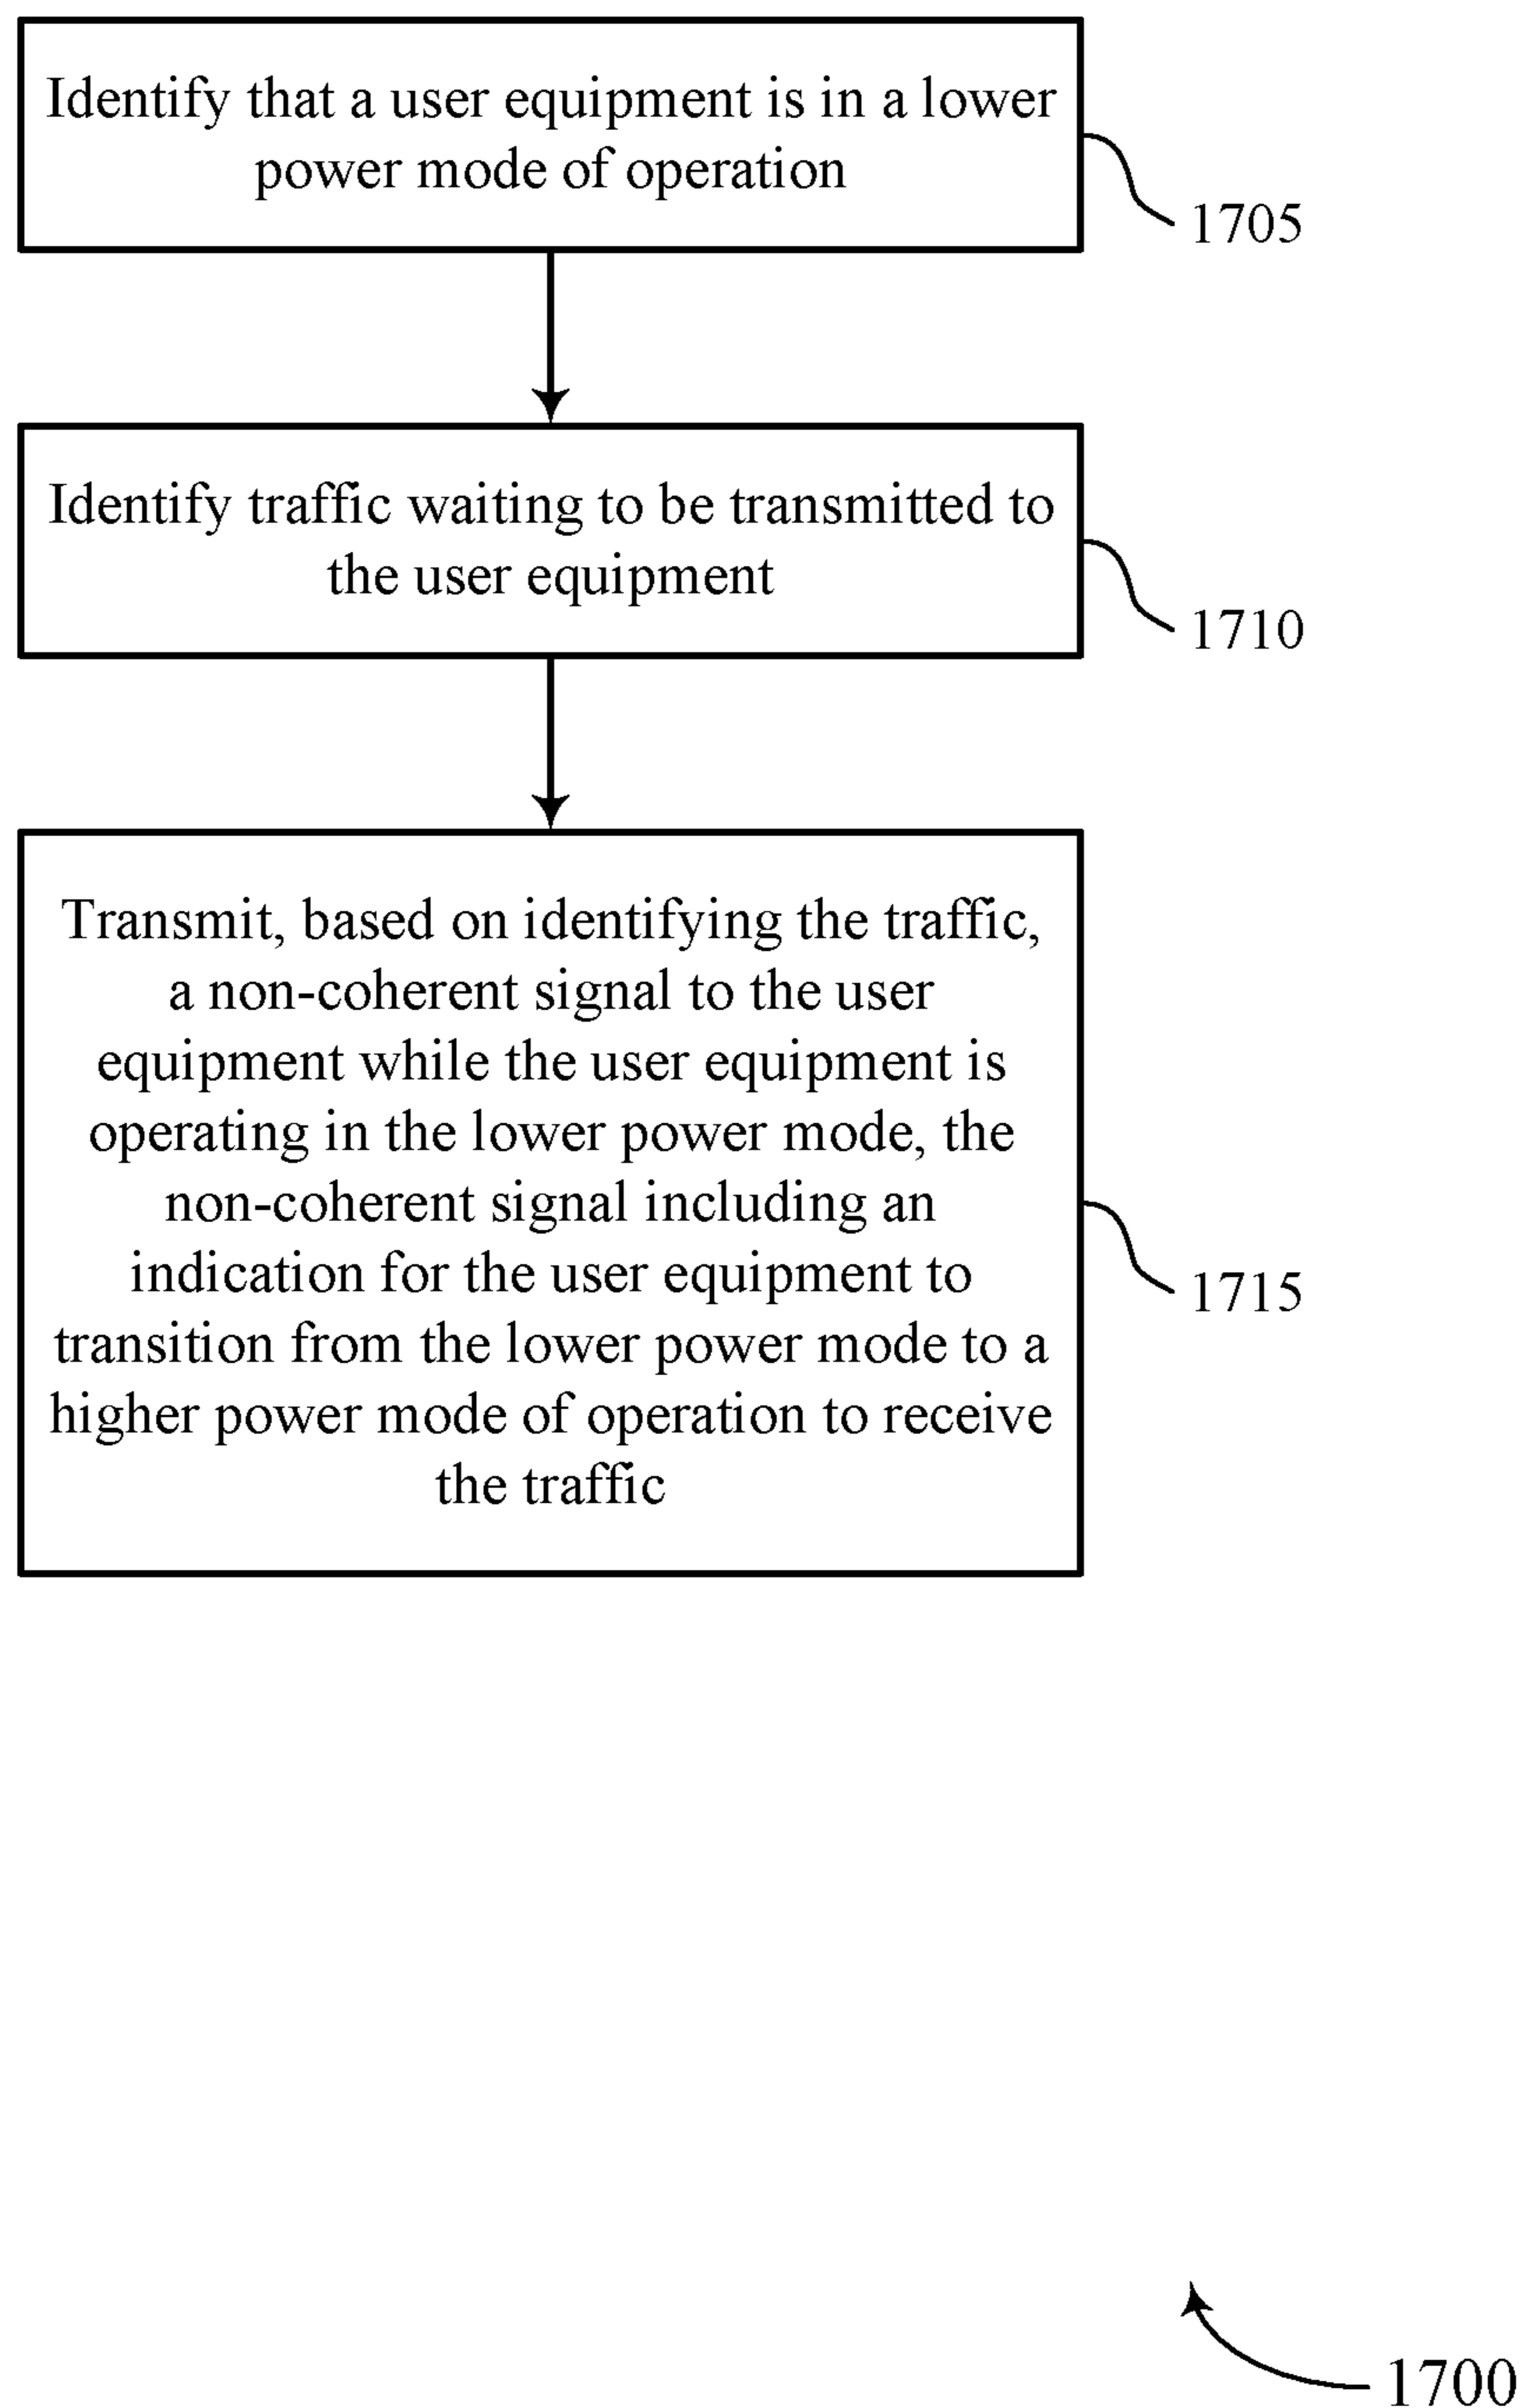 Identify that a user equipment is in a lower
power mode of operation
1705
Identify traffic waiting to be transmitted to
the user equipment
1710
Transmit, based on identifying the traffic,
a non-coherent signal to the user
equipment while the user equipment is
operating in the lower power mode, the
non-coherent signal including an
indication for the user equipment to
transition from the lower power mode to a
higher power mode of operation to receive
the traffic
1715
1700